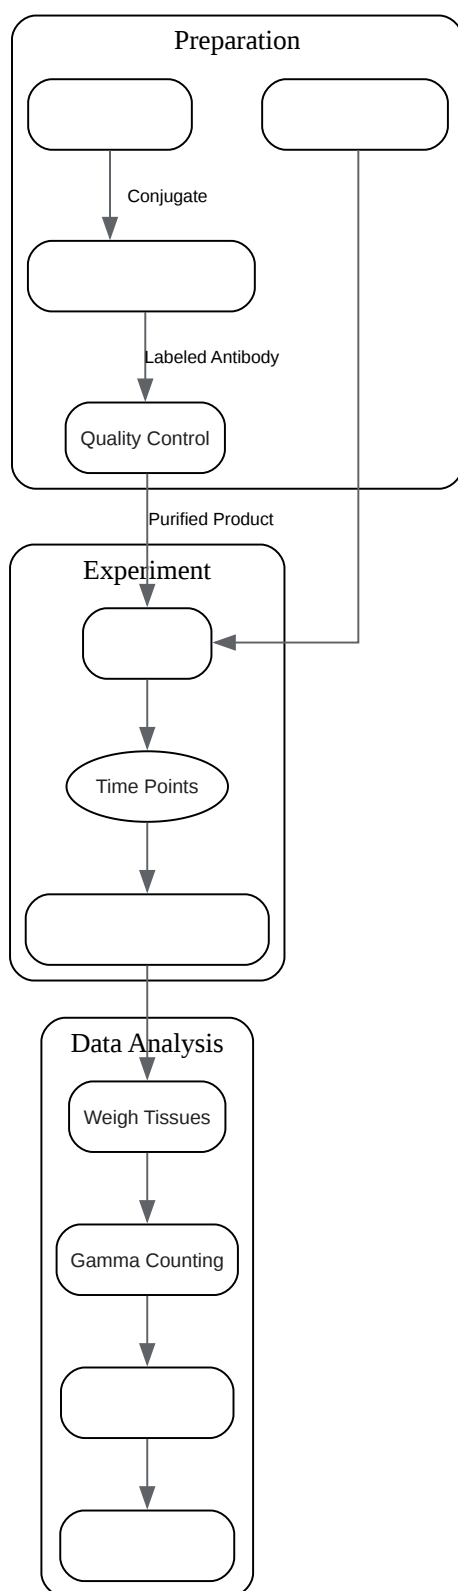 Preparation
Conjugate
Labeled Antibody
Quality Control
Purified Product
Experiment
Time Points
Data Analysis
Weigh Tissues
Gamma Counting